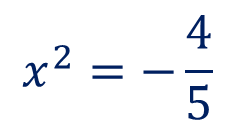 x² = −4/5